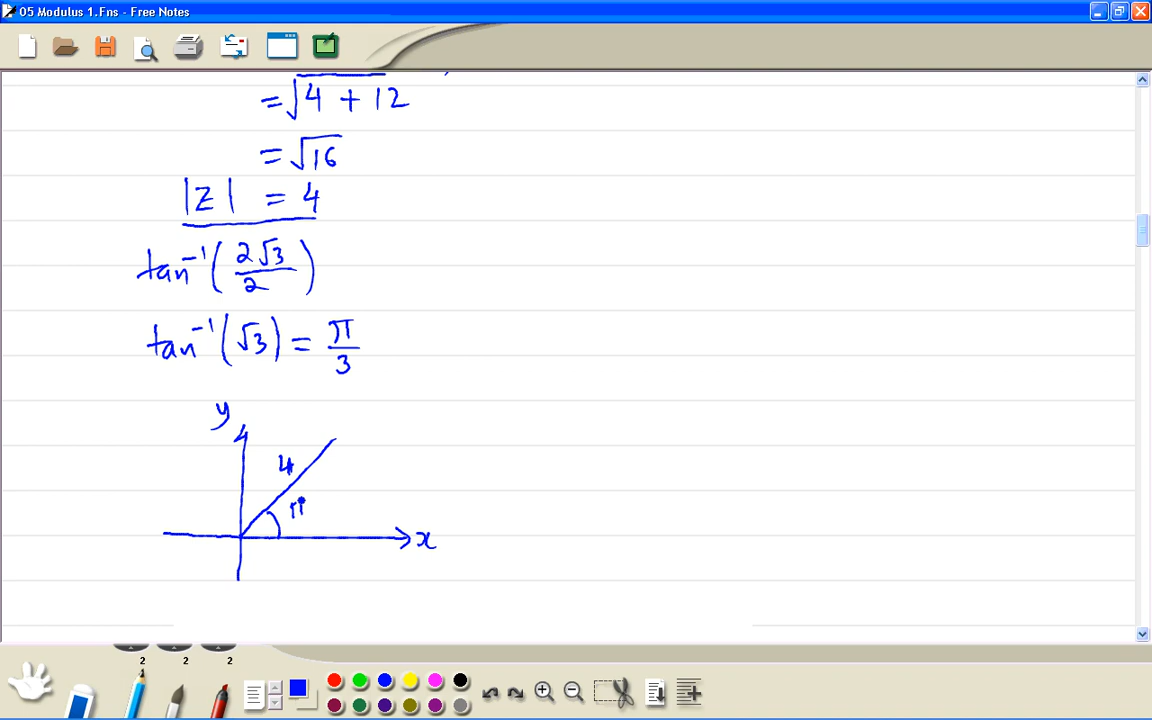 05 Modulus 1.Fns - Free Notes
= √4 + 12
= √16
|Z| = 4
tan⁻¹(2√3/2)
tan⁻¹(√3) = π/3
y
4
π
x
2 2 2